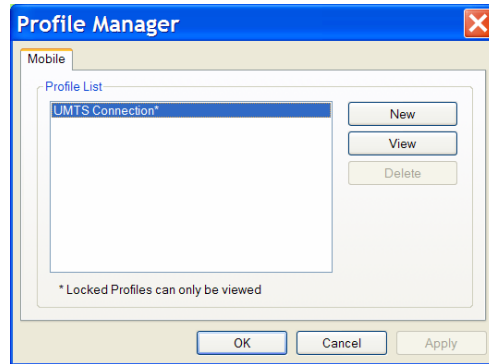 Profile Manager
Mobile
Profile List
UMTS Connection*
New
View
Delete
* Locked Profiles can only be viewed
OK Cancel Apply